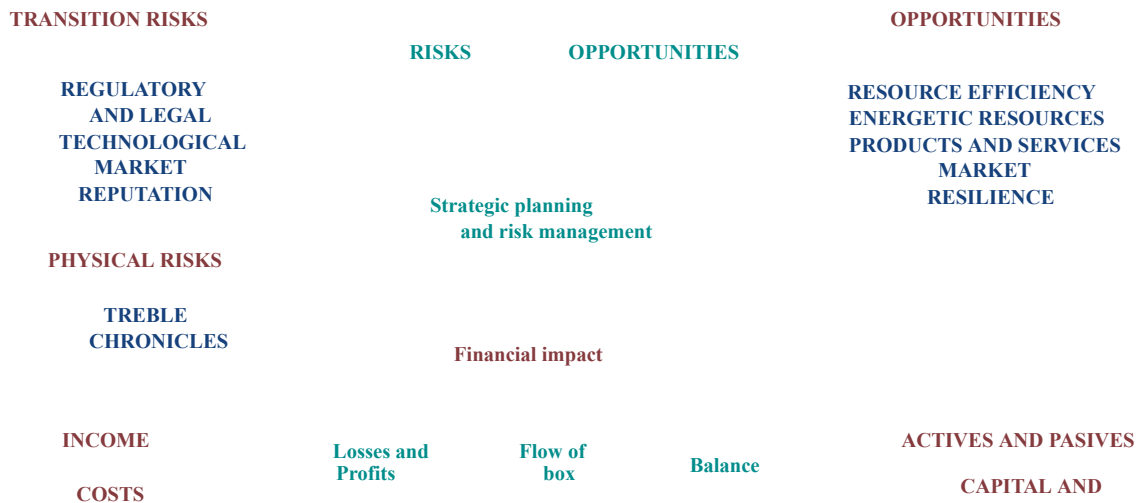 TRANSITION RISKS
OPPORTUNITIES
RISKS
OPPORTUNITIES
REGULATORY
AND LEGAL
TECHNOLOGICAL
MARKET
REPUTATION
RESOURCE EFFICIENCY
ENERGETIC RESOURCES
PRODUCTS AND SERVICES
MARKET
RESILIENCE
Strategic planning
and risk management
PHYSICAL RISKS
TREBLE
CHRONICLES
Financial impact
INCOME
COSTS
Losses and
Profits
Flow of
box
Balance
ACTIVES AND PASIVES
CAPITAL AND